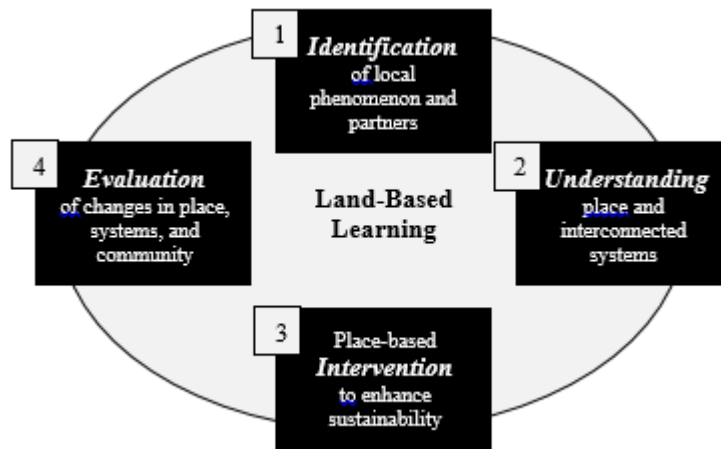 1
Identification
of local
phenomenon and
partners
2
Understanding
place and
interconnected
systems
3
Place-based
Intervention
to enhance
sustainability
4
Evaluation
of changes in place,
systems, and
community
Land-Based
Learning